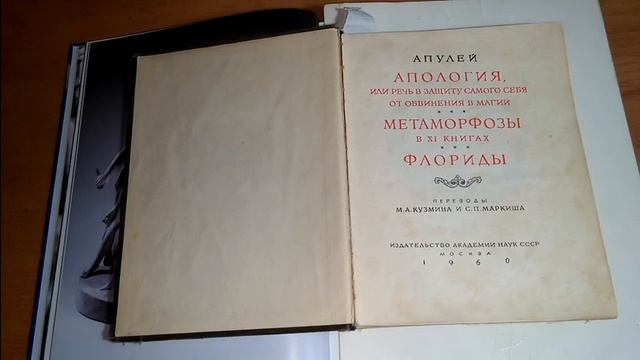 АПУЛЕЙ
АПОЛОГИЯ,
ИЛИ РЕЧЬ В ЗАЩИТУ САМОГО СЕБЯ
ОТ ОБВИНЕНИЯ В МАГИИ
* * *
МЕТАМОРФОЗЫ
В XI КНИГАХ
* * *
ФЛОРИДЫ
ПЕРЕВОДЫ
М.А.КУЗМИНА И С.П.МАРКИША
ИЗДАТЕЛЬСТВО АКАДЕМИИ НАУК СССР
МОСКВА
1960